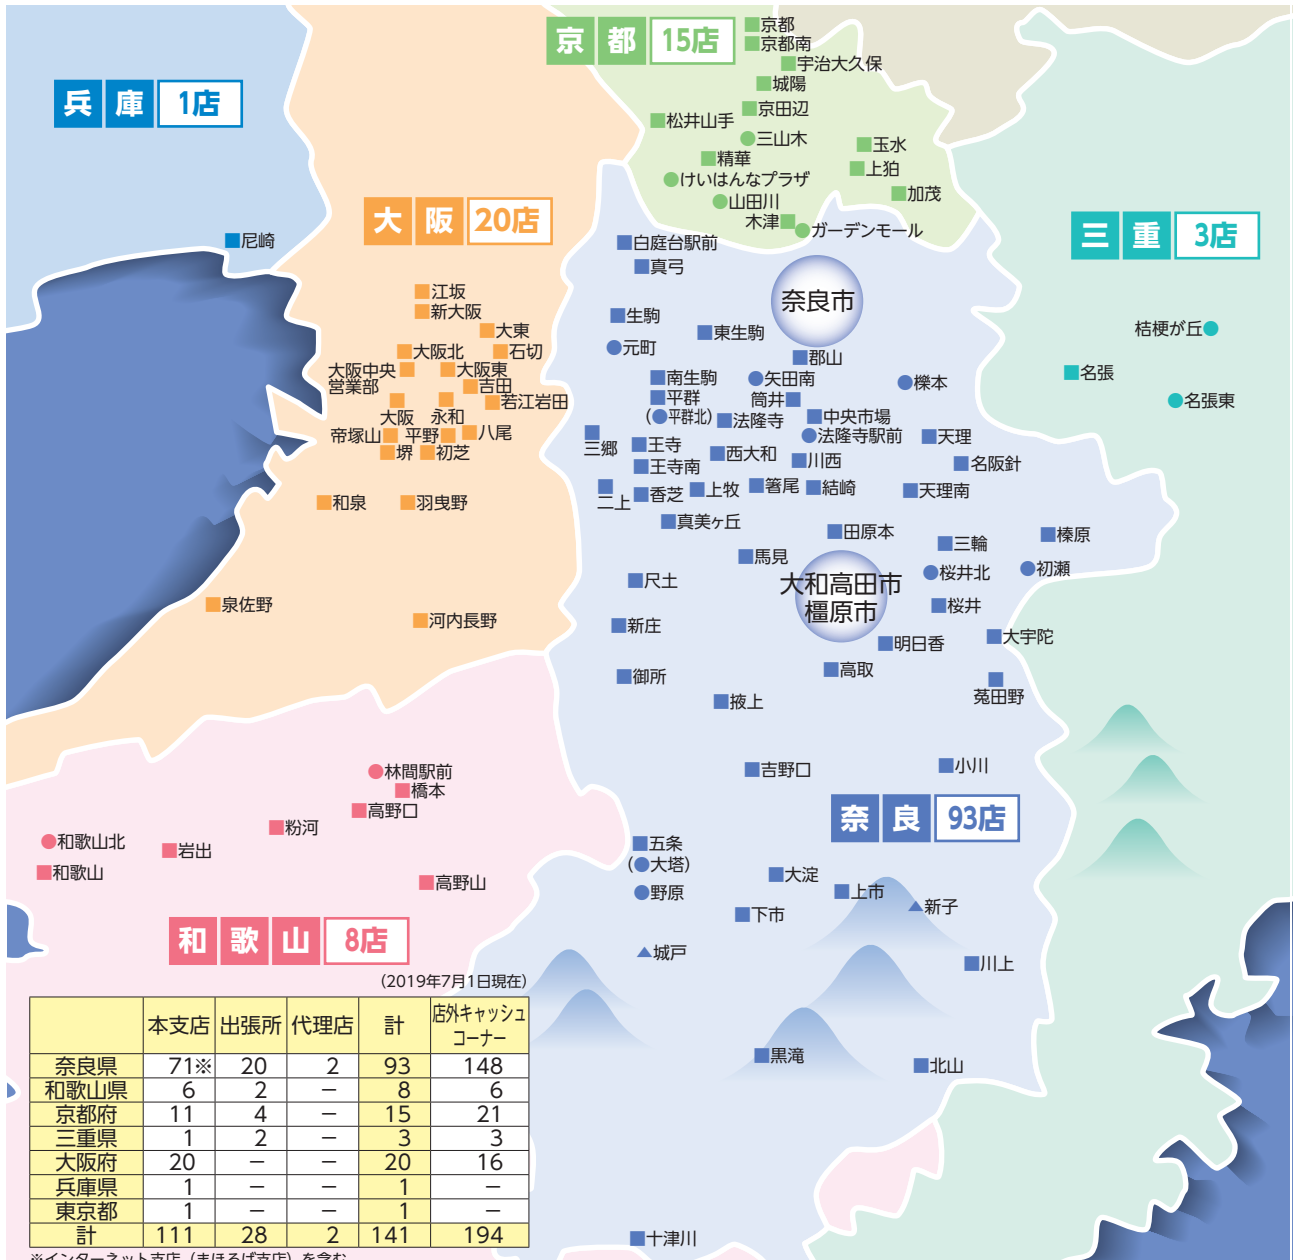 京都 15店
■京都
■京都南
■宇治大久保
■城陽
■京田辺
■松井山手
●三山木
■玉水
■精華
■上狛
●けいはんなプラザ
■加茂
●山田川
木津■
●ガーデンモール
兵庫 1店
■尼崎
大阪 20店
■江坂
■新大阪
■大東
■大阪北
■石切
大阪中央■
営業部
■大阪東
■吉田
■若江岩田
大阪
永和
帝塚山■
平野■
■八尾
■堺
■初芝
■和泉
■羽曳野
■泉佐野
■河内長野
三重 3店
桔梗が丘●
■名張
●名張東
■白庭台駅前
■真弓
奈良市
■生駒
■東生駒
●元町
■郡山
■南生駒
●矢田南
●櫟本
■平群
筒井■
(●平群北)
■法隆寺
■中央市場
三郷
●法隆寺駅前
■天理
■王寺
■西大和
■川西
■名阪針
■王寺南
二上
■香芝
■上牧
■箸尾
■結崎
■天理南
■真美ヶ丘
■田原本
■三輪
■榛原
■馬見
■尺土
大和高田市
橿原市
●桜井北
●初瀬
■桜井
■新庄
■明日香
■大宇陀
■御所
■高取
菟田野
■掖上
■吉野口
■小川
奈良 93店
■五条
(●大塔)
●野原
■大淀
■上市
▲新子
■下市
▲城戸
■川上
■黒滝
■北山
■十津川
●林間駅前
■橋本
■高野口
■粉河
●和歌山北
■岩出
■和歌山
■高野山
和歌山 8店
(2019年7月1日現在)
本支店 出張所 代理店 計 店外キャッシュコーナー
奈良県 71※ 20 2 93 148
和歌山県 6 2 − 8 6
京都府 11 4 − 15 21
三重県 1 2 − 3 3
大阪府 20 − − 20 16
兵庫県 1 − − 1 −
東京都 1 − − 1 −
計 111 28 2 141 194
※インターネット支店（まほろば支店）を含む